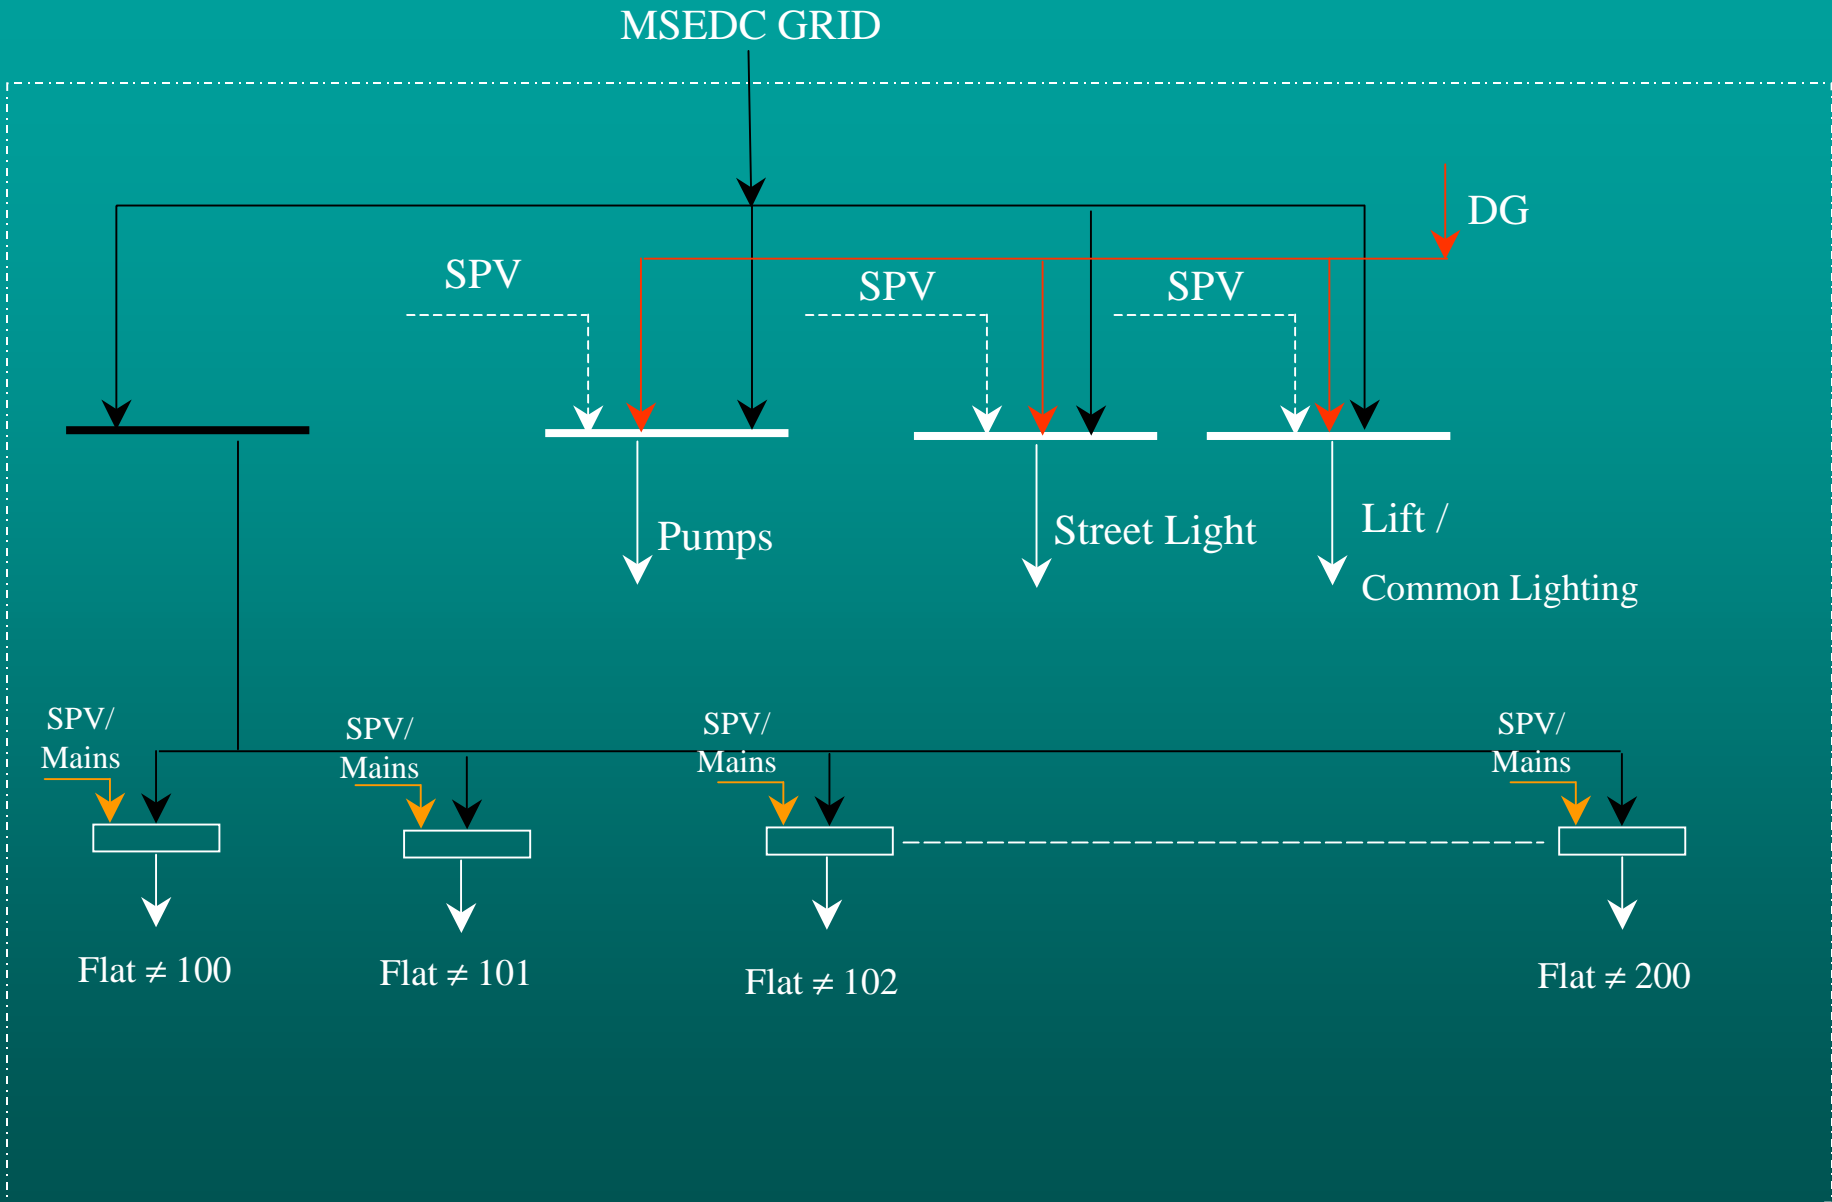 MSEDC GRID
DG
SPV
SPV
SPV
Pumps
Street Light
Lift /
Common Lighting
SPV/
Mains
SPV/
Mains
SPV/
Mains
SPV/
Mains
Flat ≠ 100
Flat ≠ 101
Flat ≠ 102
Flat ≠ 200